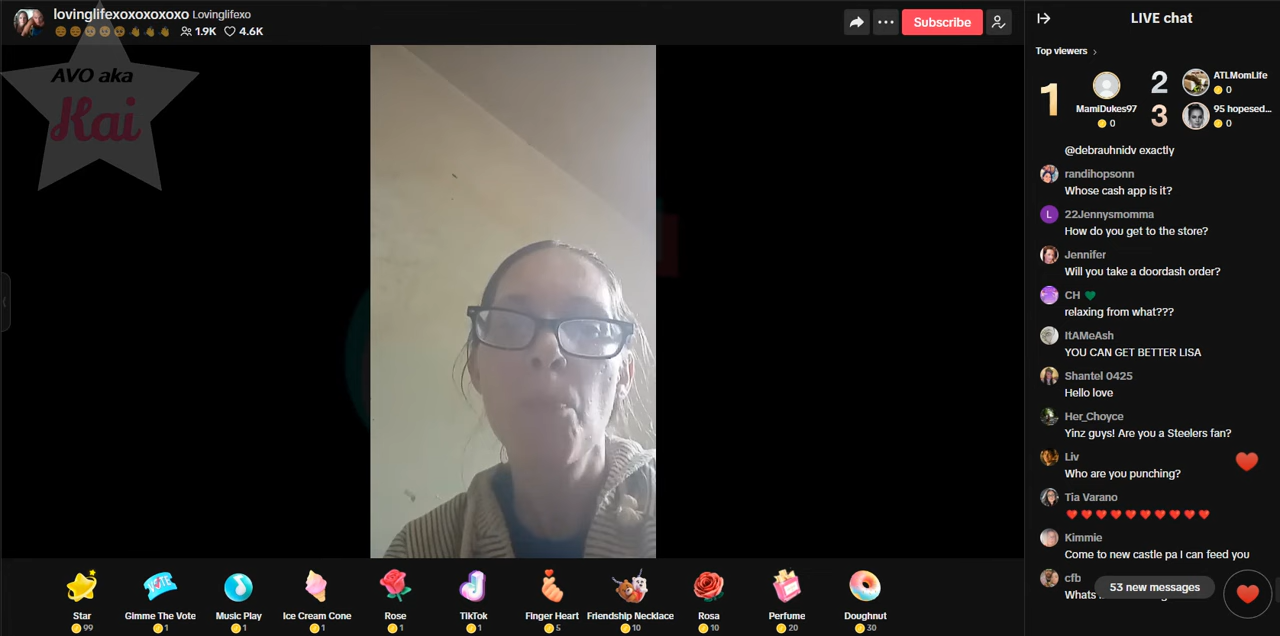 lovinglifexoxoxoxoxo Lovinglifexo
1.9K 4.6K
Subscribe
LIVE chat
AVO aka
Kai
Top viewers
1
MamIDukes97
0
2
ATLMomLife
0
3
95 hopesed...
0
@debrauhnidv exactly
randihopsonn
Whose cash app is it?
L
22Jennysmomma
How do you get to the store?
Jennifer
Will you take a doordash order?
CH 💚
relaxing from what???
ItAMeAsh
YOU CAN GET BETTER LISA
Shantel 0425
Hello love
Her_Choyce
Yinz guys! Are you a Steelers fan?
Liv
Who are you punching?
Tia Varano
❤️❤️❤️❤️❤️❤️❤️❤️❤️❤️
Kimmie
Come to new castle pa I can feed you
cfb
Whats
53 new messages
Star
99
VOTE
Gimme The Vote
1
Music Play
1
Ice Cream Cone
1
Rose
1
TikTok
1
Finger Heart
5
Friendship Necklace
10
Rosa
10
Perfume
20
Doughnut
30